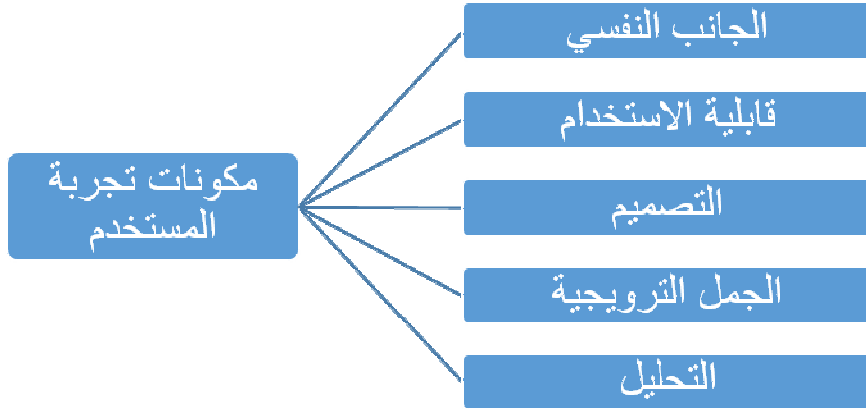 مكونات تجربة
المستخدم
الجانب النفسي
قابلية الاستخدام
التصميم
الجمل الترويجية
التحليل